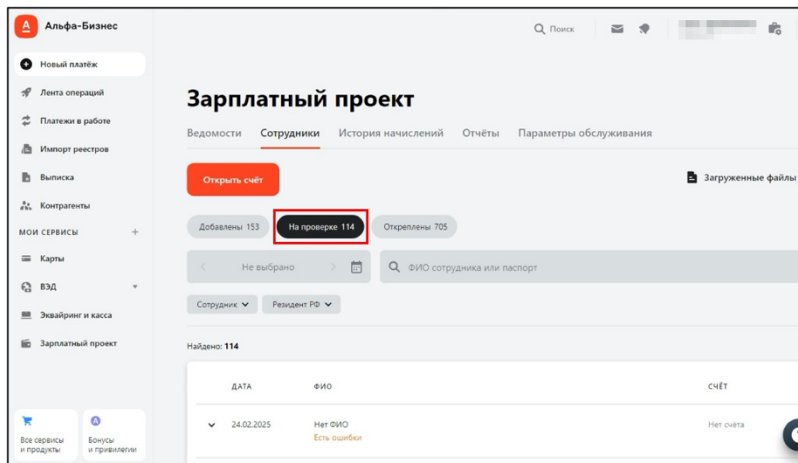 А Альфа-Бизнес
Поиск
Новый платёж
Лента операций
Платежи в работе
Импорт реестров
Выписка
Контрагенты
МОИ СЕРВИСЫ +
Карты
ВЭД
Эквайринг и касса
Зарплатный проект
Все сервисы
и продукты
Бонусы
и привилегии
Зарплатный проект
Ведомости Сотрудники История начислений Отчёты Параметры обслуживания
Открыть счёт
Загруженные файлы
Добавлены 153 На проверке 114 Откреплены 705
Не выбрано
ФИО сотрудника или паспорт
Сотрудник Резидент РФ
Найдено: 114
ДАТА ФИО СЧЁТ
24.02.2025 Нет ФИО Нет счёта
Есть ошибки